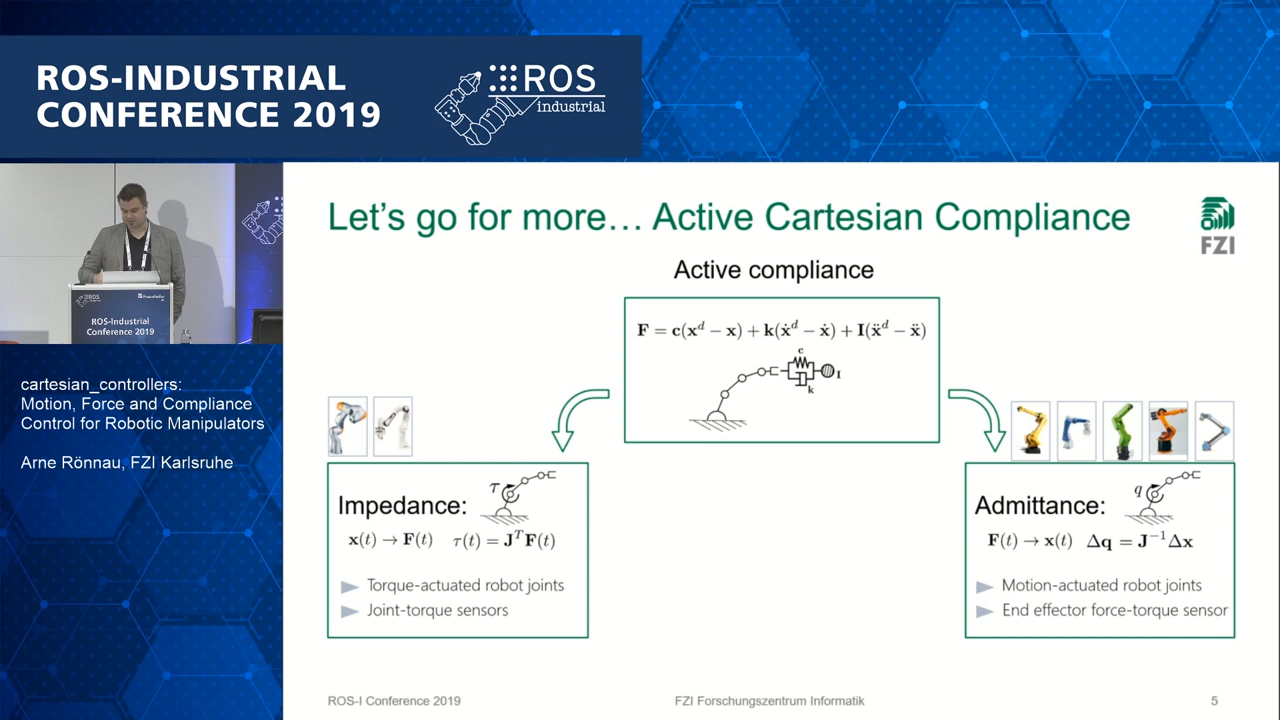 ROS-INDUSTRIAL
CONFERENCE 2019
ROS
industrial
ROS
ROS-Industrial
Conference 2019
cartesian_controllers:
Motion, Force and Compliance
Control for Robotic Manipulators
Arne Rönnau, FZI Karlsruhe
Let's go for more… Active Cartesian Compliance
FZI
Active compliance
F = c(x^d − x) + k(ẋ^d − ẋ) + I(ẍ^d − ẍ)
c
I
k
Impedance:
τ
x(t) → F(t) τ(t) = J^T F(t)
Torque-actuated robot joints
Joint-torque sensors
Admittance:
q
F(t) → x(t) Δq = J^−1 Δx
Motion-actuated robot joints
End effector force-torque sensor
ROS-I Conference 2019
FZI Forschungszentrum Informatik
5